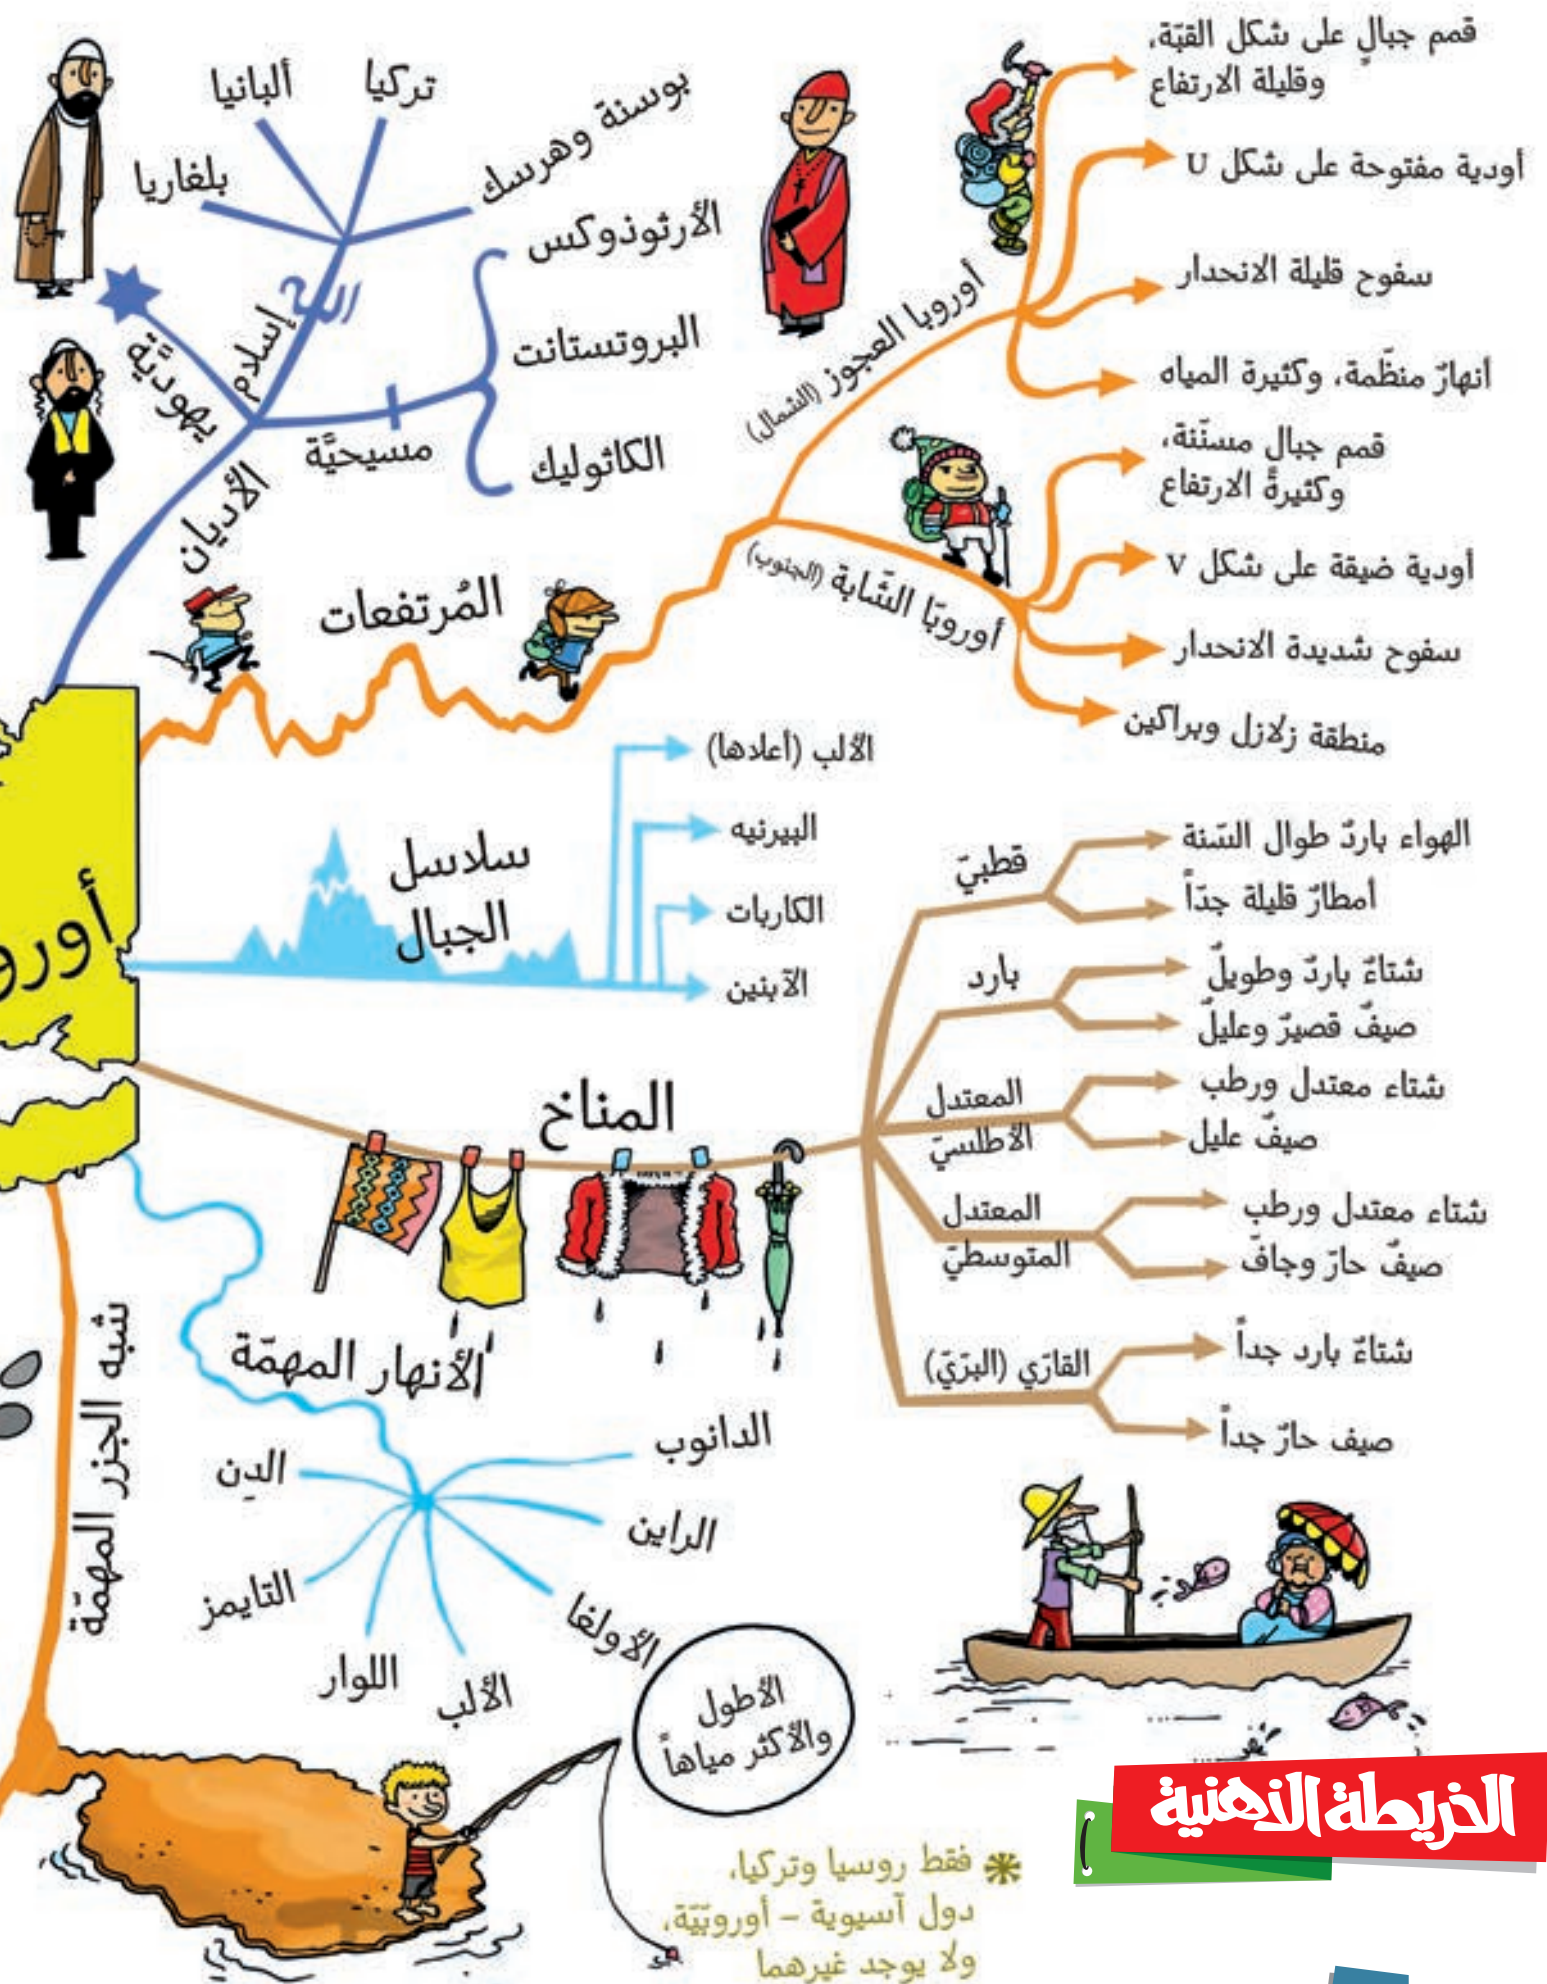 قمم جبالٍ على شكل القبّة،
وقليلة الارتفاع
أودية مفتوحة على شكل U
سفوح قليلة الانحدار
أنهارٌ منظّمة، وكثيرة المياه
أوروبا العجوز (الشمال)
قمم جبال مسنّنة،
وكثيرةُ الارتفاع
أودية ضيقة على شكل V
سفوح شديدة الانحدار
منطقة زلازل وبراكين
أوروبّا الشّابة (الجنوب)
المُرتفعات
ألبانيا
تركيا
بوسنة وهرسك
بلغاريا
إسلام
يهوديَّة
مسيحيَّة
الأرثوذوكس
البروتستانت
الكاثوليك
الأديان
أورو
سلاسل
الجبال
الألب (أعلاها)
البيرنيه
الكاربات
الآبنين
المناخ
قطبيّ
الهواء باردٌ طوال السّنة
أمطارٌ قليلة جدّاً
بارد
شتاءٌ باردٌ وطويلٌ
صيفٌ قصيرٌ وعليلٌ
المعتدل
الأطلسيّ
شتاء معتدل ورطب
صيفٌ عليل
المعتدل
المتوسطيّ
شتاء معتدل ورطب
صيفٌ حارّ وجافّ
القارّي (البرّيّ)
شتاءٌ بارد جداً
صيف حارّ جداً
الأنهار المهمّة
الدانوب
الراين
الأولغا
الأطول
والأكثر مياهاً
الألب
اللوار
التايمز
الدِن
شبه الجزر المهمّة
الخريطة الذهنية
فقط روسيا وتركيا،
دول آسيوية – أوروبّيّة،
ولا يوجد غيرهما